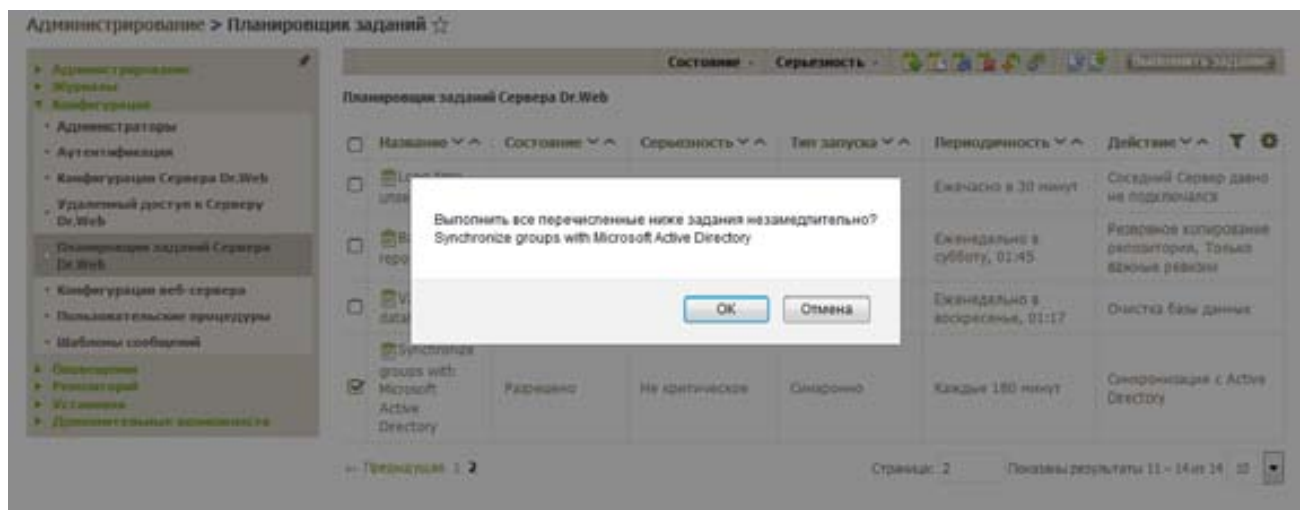 Администрирование > Планировщик заданий ☆
Администрирование
Журналы
Конфигурация
Администраторы
Аутентификация
Конфигурация Сервера Dr.Web
Удаленный доступ к Серверу
Dr.Web
Планировщик заданий Сервера
Dr.Web
Конфигурация веб-сервера
Пользовательские процедуры
Шаблоны сообщений
Оповещения
Репозиторий
Установки
Дополнительные возможности
Состояние Серьезность Выполнить задание
Планировщик заданий Сервера Dr.Web
Название Состояние Серьезность Тип запуска Периодичность Действие
Ежечасно в 30 минут
Соседний Сервер давно
не подключался
Еженедельно в
субботу, 01:45
Резервное копирование
репозитория, Только
важные ревизии
Еженедельно в
воскресенье, 01:17
Очистка базы данных
Synchronize
groups with
Microsoft
Active
Directory
Разрешено
Не критическое
Синхронно
Каждые 180 минут
Синхронизация с Active
Directory
Выполнить все перечисленные ниже задания незамедлительно?
Synchronize groups with Microsoft Active Directory
OK Отмена
← Предыдущая 1 2
Страница: 2 Показаны результаты 11 – 14 из 14 10